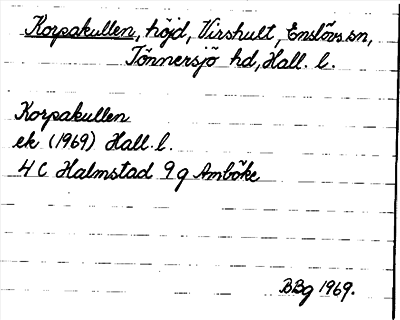 Korpakullen, höjd, Virshult, Enslövs sn,
Tönnersjö hd, Hall. l.
Korpakullen
ek (1969) Hall. l.
4 C Halmstad 9 g Amböke
BBg 1969.